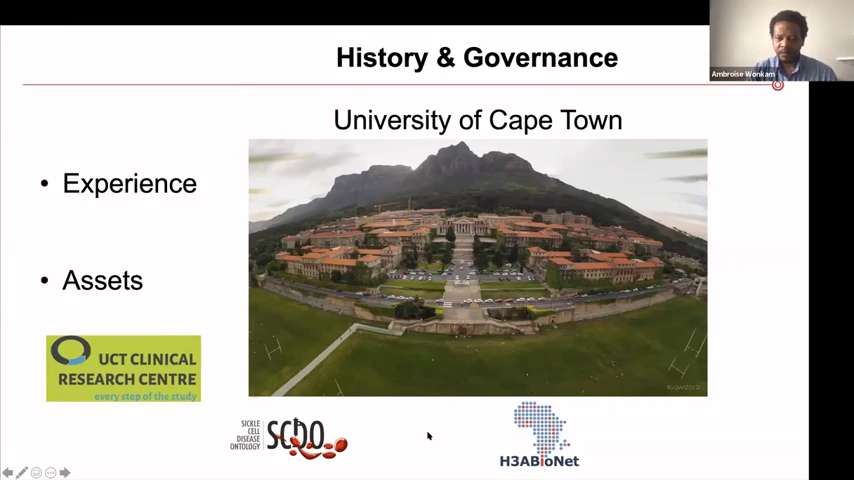 History & Governance
Ambroise Wonkam
University of Cape Town
• Experience
• Assets
UCT CLINICAL
RESEARCH CENTRE
every step of the study
SICKLE
CELL
DISEASE
ONTOLOGY
SCDO
H3ABioNet